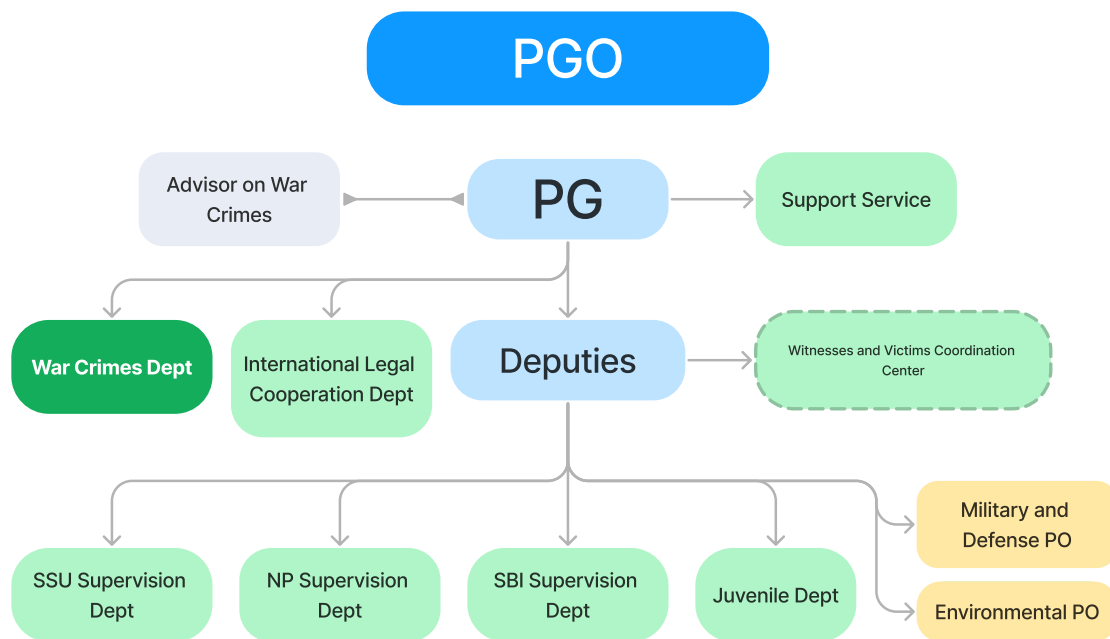 PGO
Advisor on War
Crimes
PG
Support Service
War Crimes Dept
International Legal
Cooperation Dept
Deputies
Witnesses and Victims Coordination
Center
SSU Supervision
Dept
NP Supervision
Dept
SBI Supervision
Dept
Juvenile Dept
Military and
Defense PO
Environmental PO